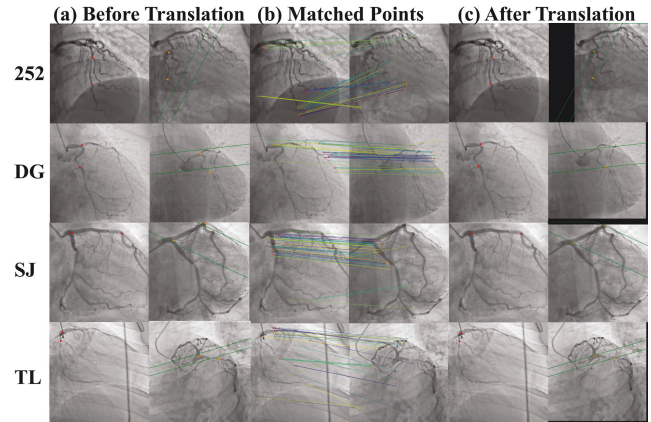 (a) Before Translation (b) Matched Points (c) After Translation
252
DG
SJ
TL